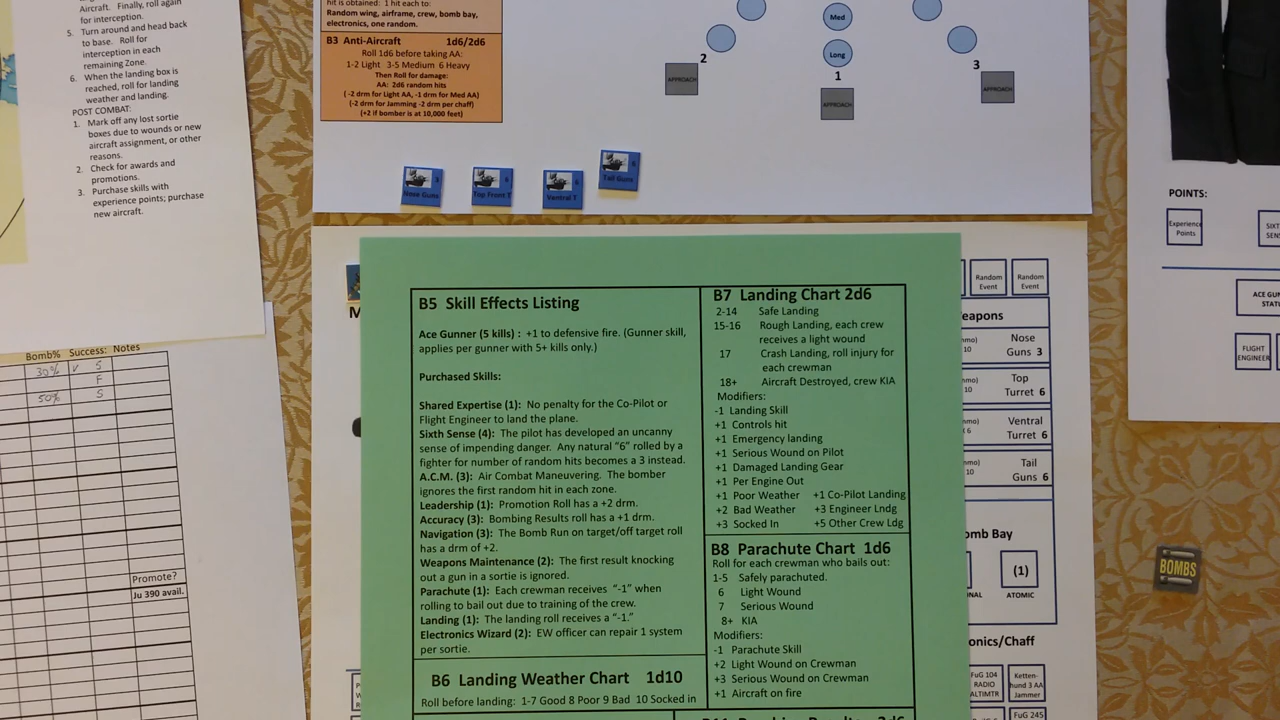 Aircraft. Finally, roll again
for interception.
5. Turn around and head back
to base. Roll for
interception in each
remaining Zone.
6. When the landing box is
reached, roll for landing
weather and landing.
POST COMBAT:
1. Mark off any lost sortie
boxes due to wounds or new
aircraft assignment, or other
reasons.
2. Check for awards and
promotions.
3. Purchase skills with
experience points; purchase
new aircraft.
Bomb% Success: Notes
30% V S
F
50% S
Promote?
Ju 390 avail.
hit is obtained: 1 hit each to:
Random wing, airframe, crew, bomb bay,
electronics, one random.
B3 Anti-Aircraft 1d6/2d6
Roll 1d6 before taking AA:
1-2 Light 3-5 Medium 6 Heavy
Then Roll for damage:
AA: 2d6 random hits
( -2 drm for Light AA, -1 drm for Med AA)
(-2 drm for Jamming -2 drm per chaff)
(+2 if bomber is at 10,000 feet)
Med
Long
2
1
3
APPROACH
APPROACH
APPROACH
Nose Guns
Top Front T
Ventral T
Tail Guns
B5 Skill Effects Listing
Ace Gunner (5 kills) : +1 to defensive fire. (Gunner skill,
applies per gunner with 5+ kills only.)
Purchased Skills:
Shared Expertise (1): No penalty for the Co-Pilot or
Flight Engineer to land the plane.
Sixth Sense (4): The pilot has developed an uncanny
sense of impending danger. Any natural "6" rolled by a
fighter for number of random hits becomes a 3 instead.
A.C.M. (3): Air Combat Maneuvering. The bomber
ignores the first random hit in each zone.
Leadership (1): Promotion Roll has a +2 drm.
Accuracy (3): Bombing Results roll has a +1 drm.
Navigation (3): The Bomb Run on target/off target roll
has a drm of +2.
Weapons Maintenance (2): The first result knocking
out a gun in a sortie is ignored.
Parachute (1): Each crewman receives "-1" when
rolling to bail out due to training of the crew.
Landing (1): The landing roll receives a "-1."
Electronics Wizard (2): EW officer can repair 1 system
per sortie.
B6 Landing Weather Chart 1d10
Roll before landing: 1-7 Good 8 Poor 9 Bad 10 Socked in
B7 Landing Chart 2d6
2-14 Safe Landing
15-16 Rough Landing, each crew
receives a light wound
17 Crash Landing, roll injury for
each crewman
18+ Aircraft Destroyed, crew KIA
Modifiers:
-1 Landing Skill
+1 Controls hit
+1 Emergency landing
+1 Serious Wound on Pilot
+1 Damaged Landing Gear
+1 Per Engine Out
+1 Poor Weather +1 Co-Pilot Landing
+2 Bad Weather +3 Engineer Lndg
+3 Socked In +5 Other Crew Ldg
B8 Parachute Chart 1d6
Roll for each crewman who bails out:
1-5 Safely parachuted.
6 Light Wound
7 Serious Wound
8+ KIA
Modifiers:
-1 Parachute Skill
+2 Light Wound on Crewman
+3 Serious Wound on Crewman
+1 Aircraft on fire
Random
Event
Random
Event
eapons
Nose
Guns 3
10
Top
Turret 6
10
Ventral
Turret 6
Tail
Guns 6
10
omb Bay
(1)
ATOMIC
onics/Chaff
FuG 104
RADIO
ALTIMTR
Ketten-
hund 3 AA
Jammer
FuG 245
POINTS:
Experience
Points
SIXT
SENS
ACE GUN
STATU
FLIGHT
ENGINEER
BOMBS